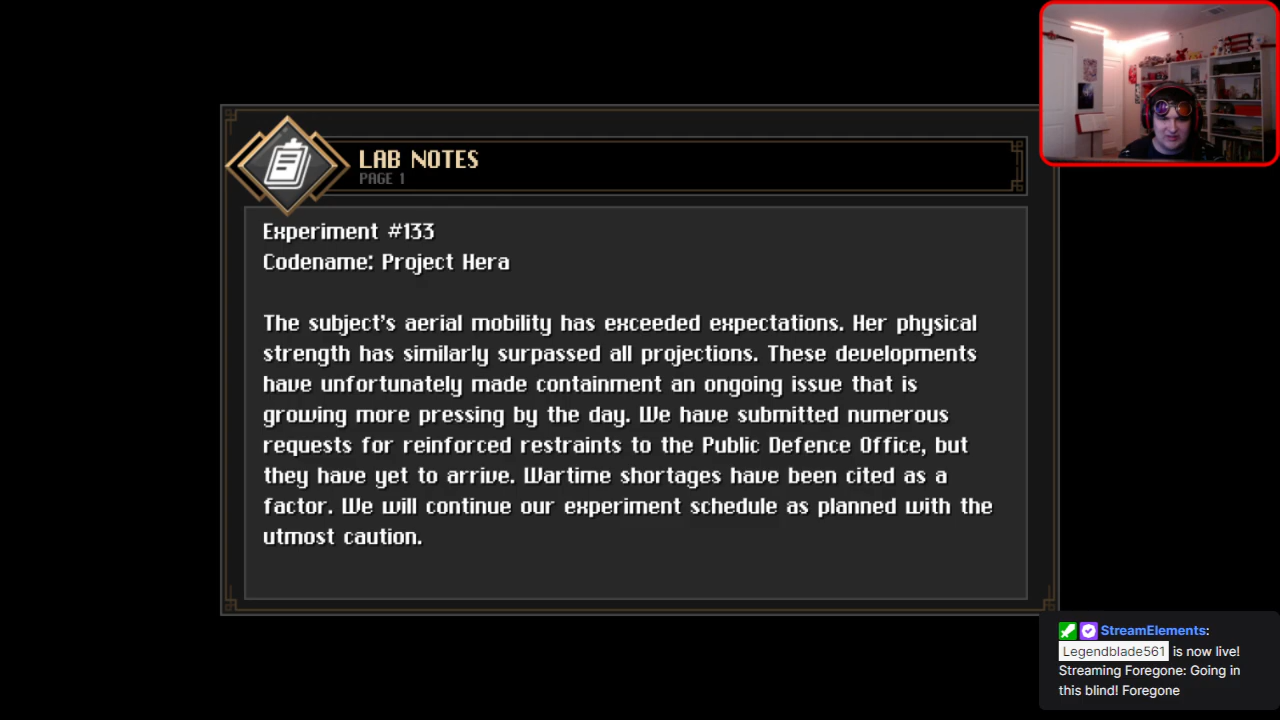 LAB NOTES
PAGE 1
Experiment #133
Codename: Project Hera
The subject's aerial mobility has exceeded expectations. Her physical
strength has similarly surpassed all projections. These developments
have unfortunately made containment an ongoing issue that is
growing more pressing by the day. We have submitted numerous
requests for reinforced restraints to the Public Defence Office, but
they have yet to arrive. Wartime shortages have been cited as a
factor. We will continue our experiment schedule as planned with the
utmost caution.
StreamElements:
Legendblade561 is now live!
Streaming Foregone: Going in
this blind! Foregone